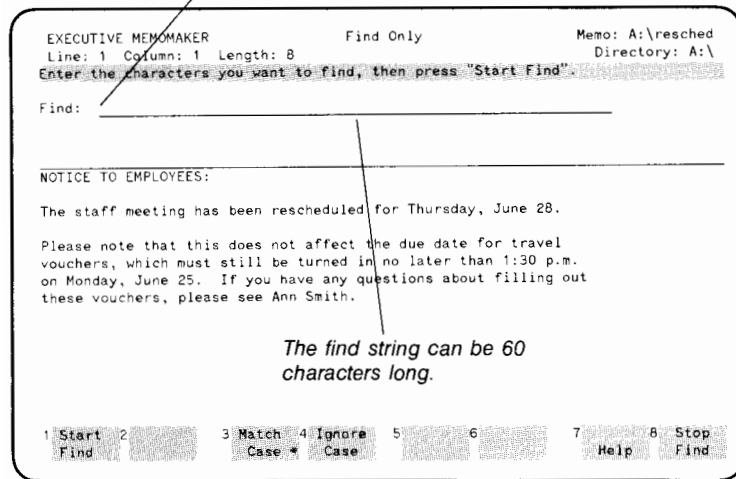 EXECUTIVE MEMOMAKER Find Only Memo: A:\resched
Line: 1 Column: 1 Length: 8 Directory: A:\
Enter the characters you want to find, then press "Start Find".
Find:
NOTICE TO EMPLOYEES:
The staff meeting has been rescheduled for Thursday, June 28.
Please note that this does not affect the due date for travel
vouchers, which must still be turned in no later than 1:30 p.m.
on Monday, June 25. If you have any questions about filling out
these vouchers, please see Ann Smith.
The find string can be 60
characters long.
1 Start 2 3 Match 4 Ignore 5 6 7 8 Stop
Find Case * Case Help Find